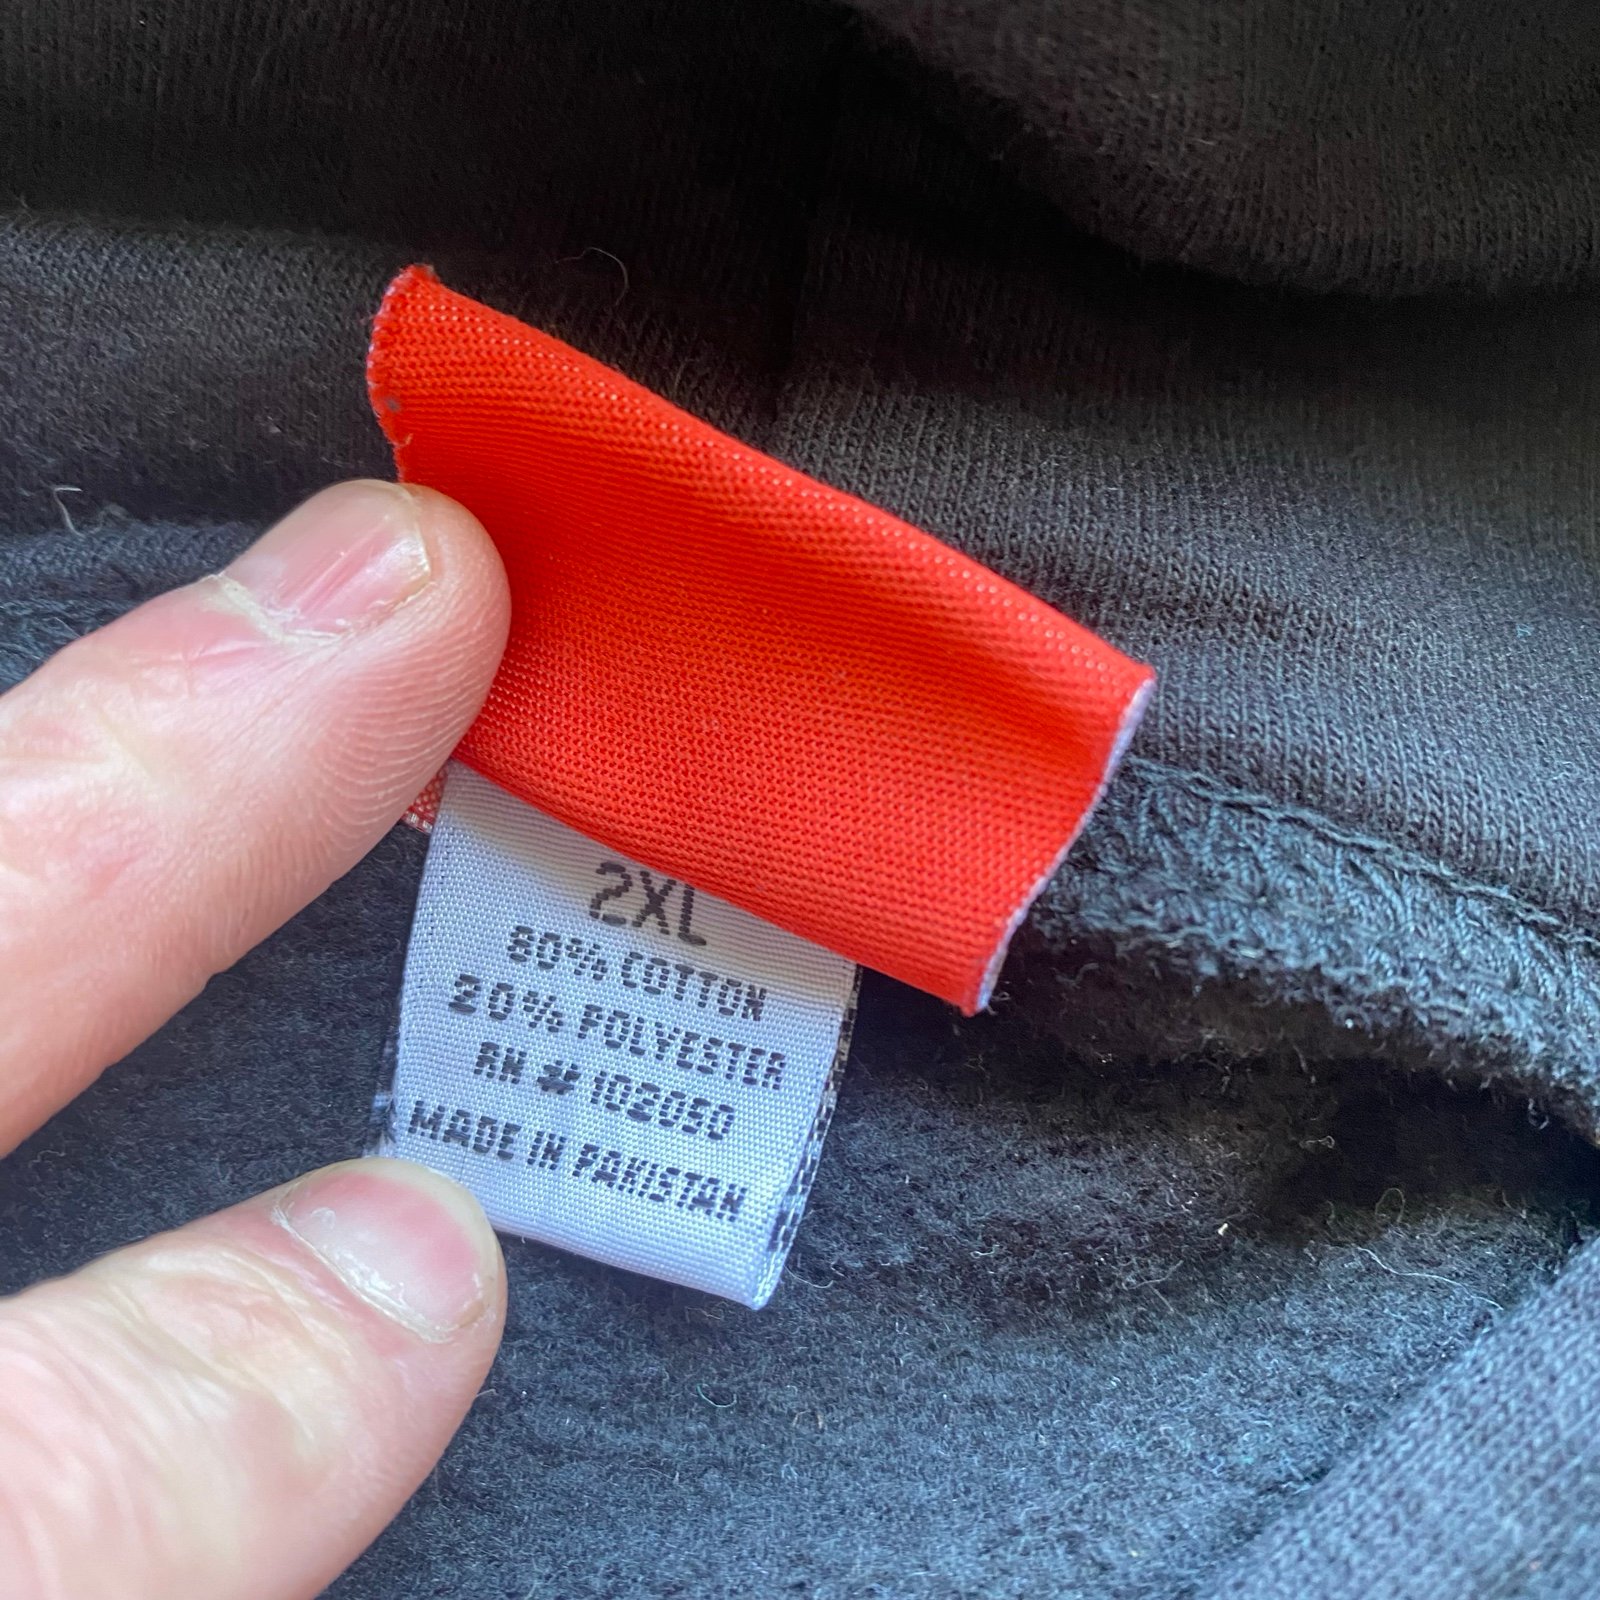 2XL
80% COTTON
20% POLYESTER
RN # 102050
MADE IN PAKISTAN